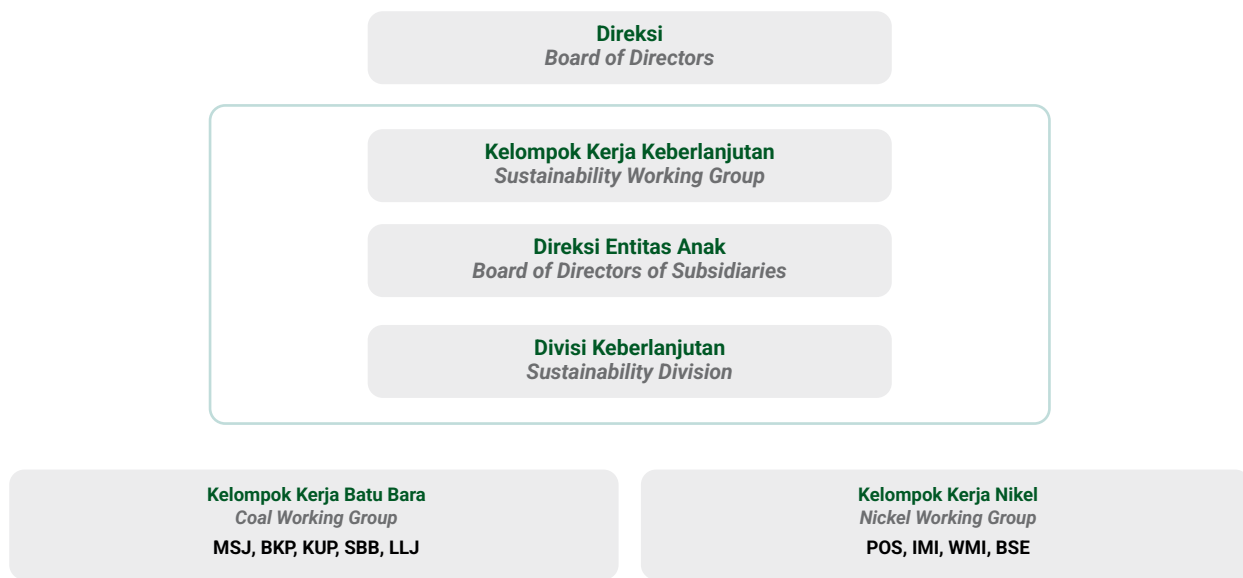 Direksi
Board of Directors
Kelompok Kerja Keberlanjutan
Sustainability Working Group
Direksi Entitas Anak
Board of Directors of Subsidiaries
Divisi Keberlanjutan
Sustainability Division
Kelompok Kerja Batu Bara
Coal Working Group
MSJ, BKP, KUP, SBB, LLJ
Kelompok Kerja Nikel
Nickel Working Group
POS, IMI, WMI, BSE